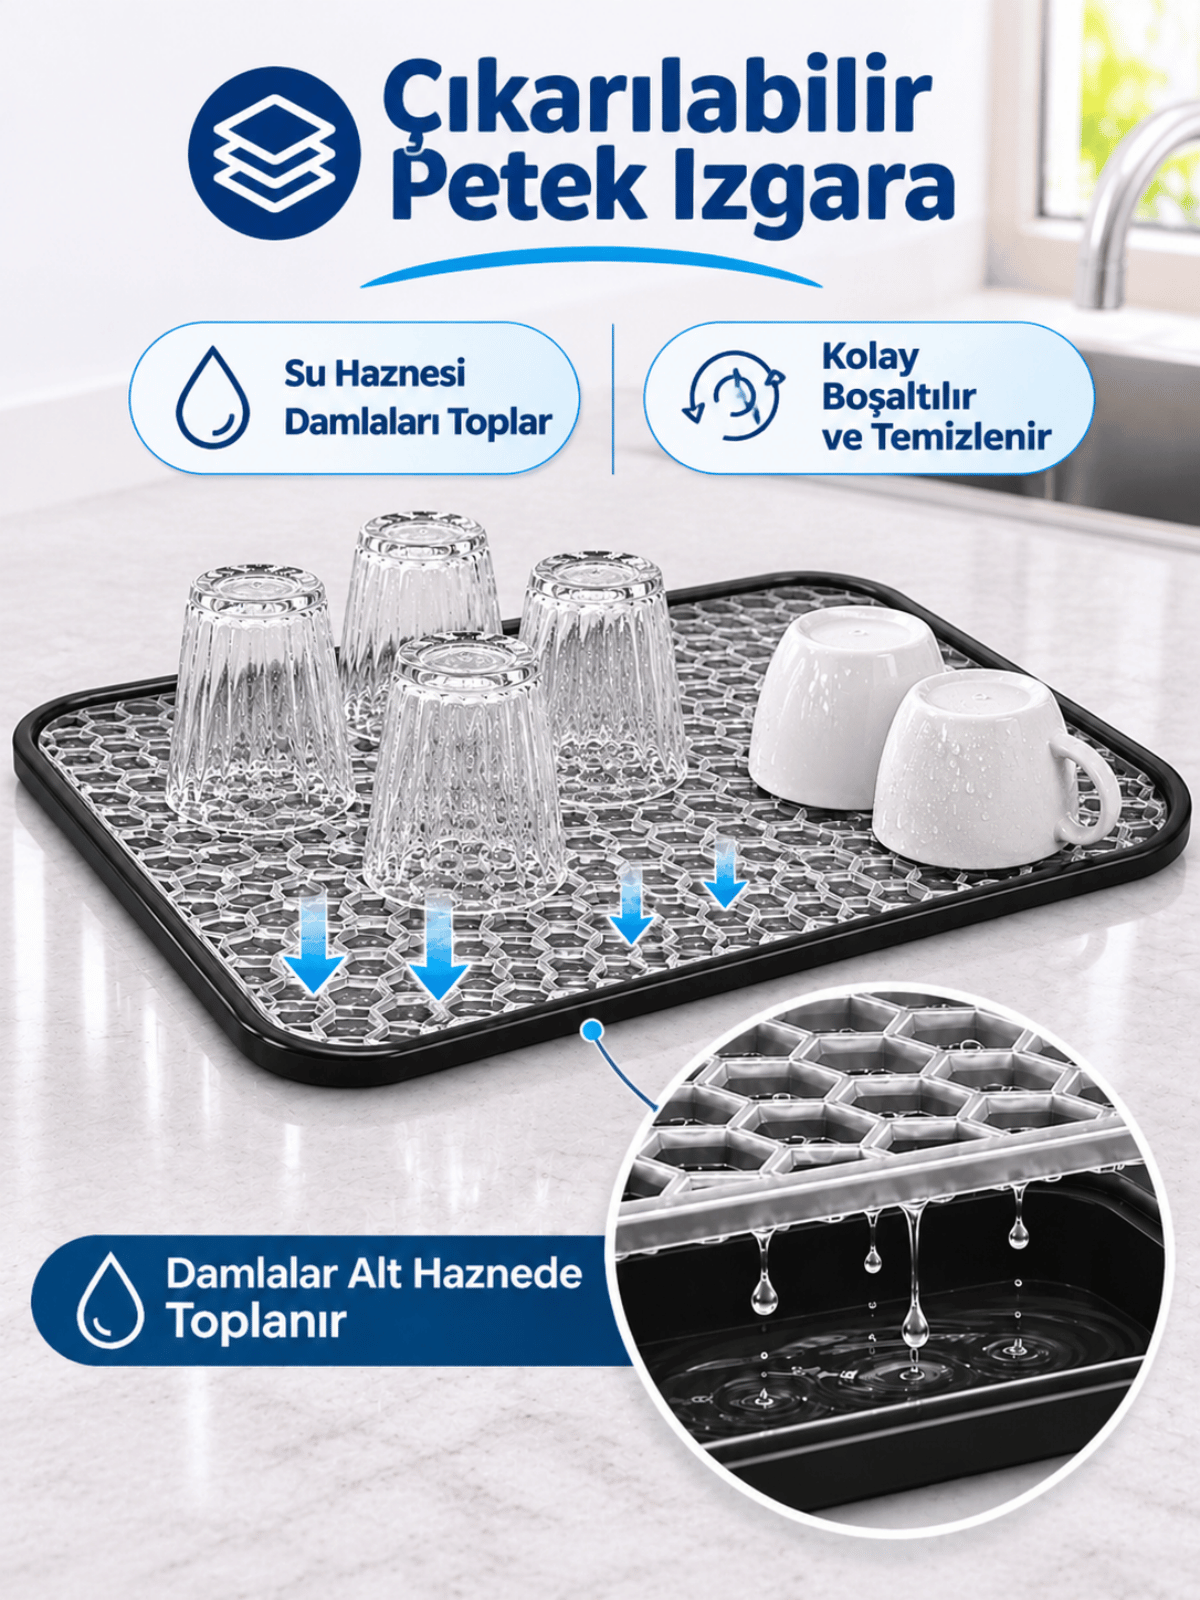 Çıkarılabilir
Petek Izgara
Su Haznesi
Damlaları Toplar
Kolay
Boşaltılır
ve Temizlenir
Damlalar Alt Haznede
Toplanır